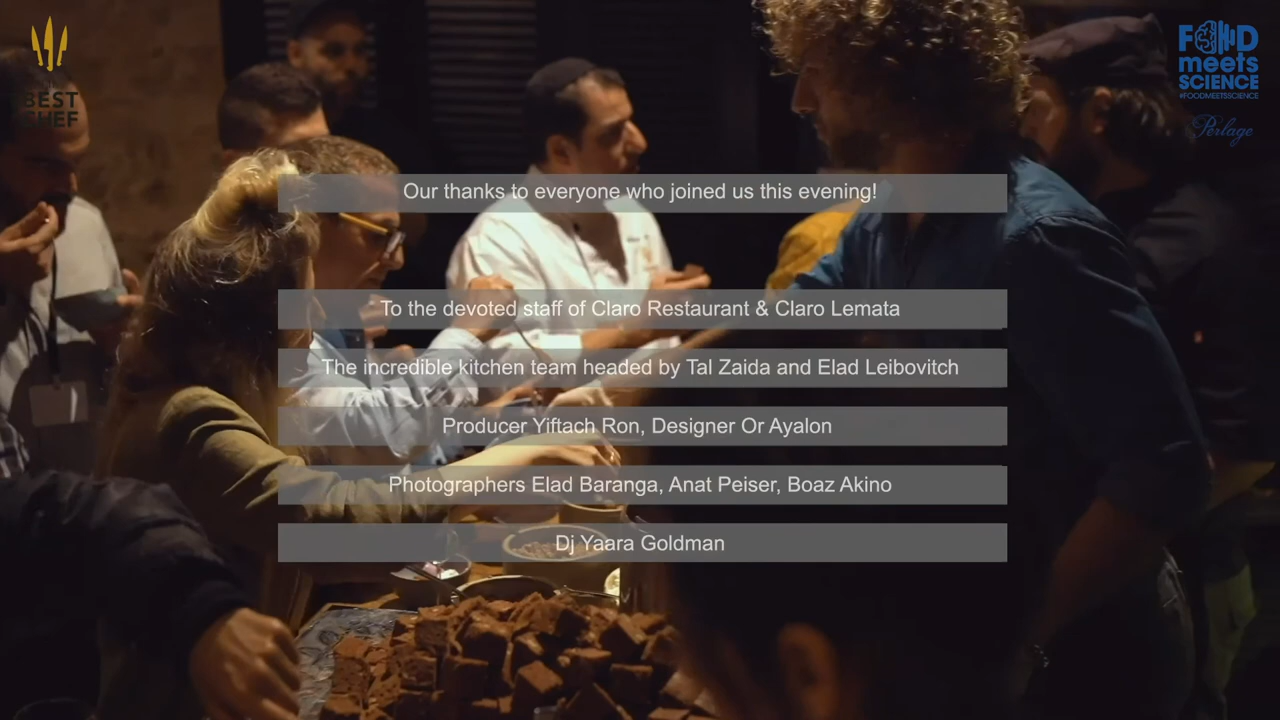 BEST
CHEF
FOOD
meets
SCIENCE
#FOODMEETSSCIENCE
Perlage
Our thanks to everyone who joined us this evening!
To the devoted staff of Claro Restaurant & Claro Lemata
The incredible kitchen team headed by Tal Zaida and Elad Leibovitch
Producer Yiftach Ron, Designer Or Ayalon
Photographers Elad Baranga, Anat Peiser, Boaz Akino
Dj Yaara Goldman